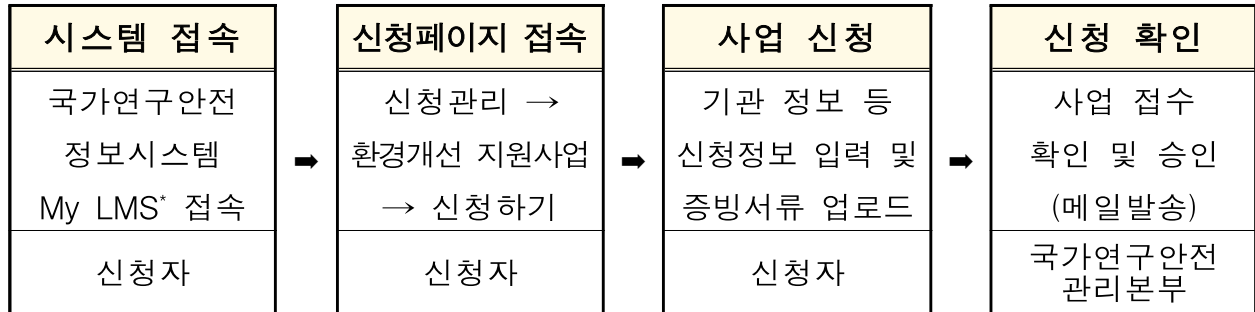 시스템 접속
국가연구안전
정보시스템
My LMS* 접속
신청자
➡
신청페이지 접속
신청관리 →
환경개선 지원사업
→ 신청하기
신청자
➡
사업 신청
기관 정보 등
신청정보 입력 및
증빙서류 업로드
신청자
➡
신청 확인
사업 접수
확인 및 승인
(메일발송)
국가연구안전
관리본부